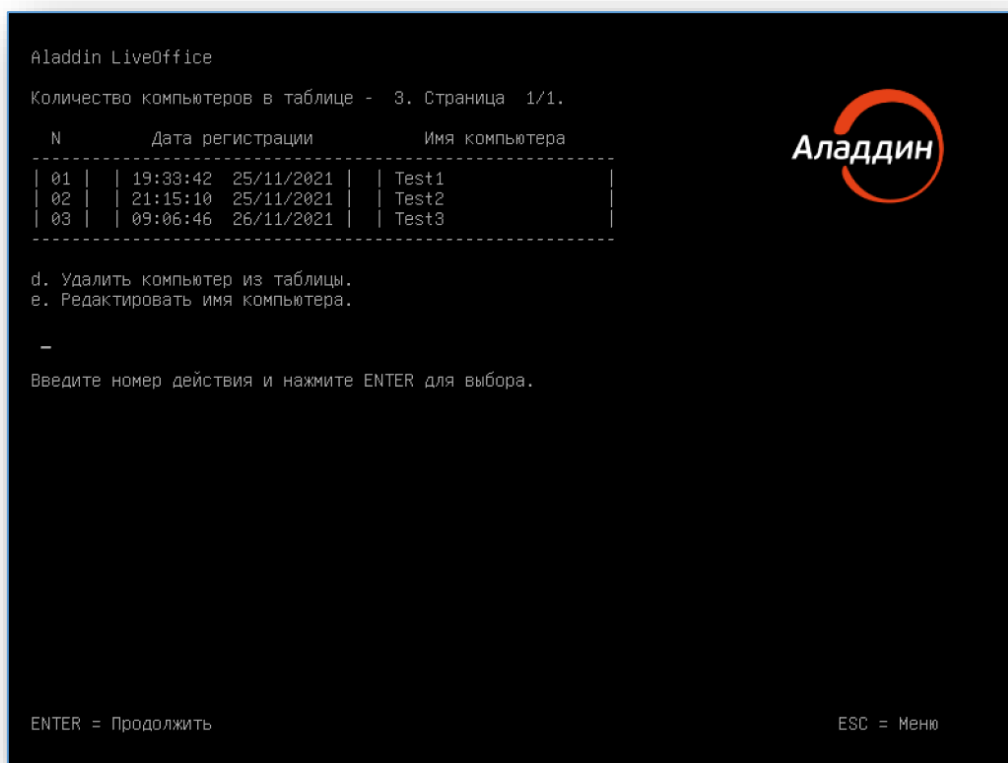 Aladdin LiveOffice
Количество компьютеров в таблице - 3. Страница 1/1.
Аладдин
N Дата регистрации Имя компьютера
------------------------------------------------------------
| 01 | | 19:33:42 25/11/2021 | | Test1 |
| 02 | | 21:15:10 25/11/2021 | | Test2 |
| 03 | | 09:06:46 26/11/2021 | | Test3 |
------------------------------------------------------------
d. Удалить компьютер из таблицы.
e. Редактировать имя компьютера.
_
Введите номер действия и нажмите ENTER для выбора.
ENTER = Продолжить ESC = Меню